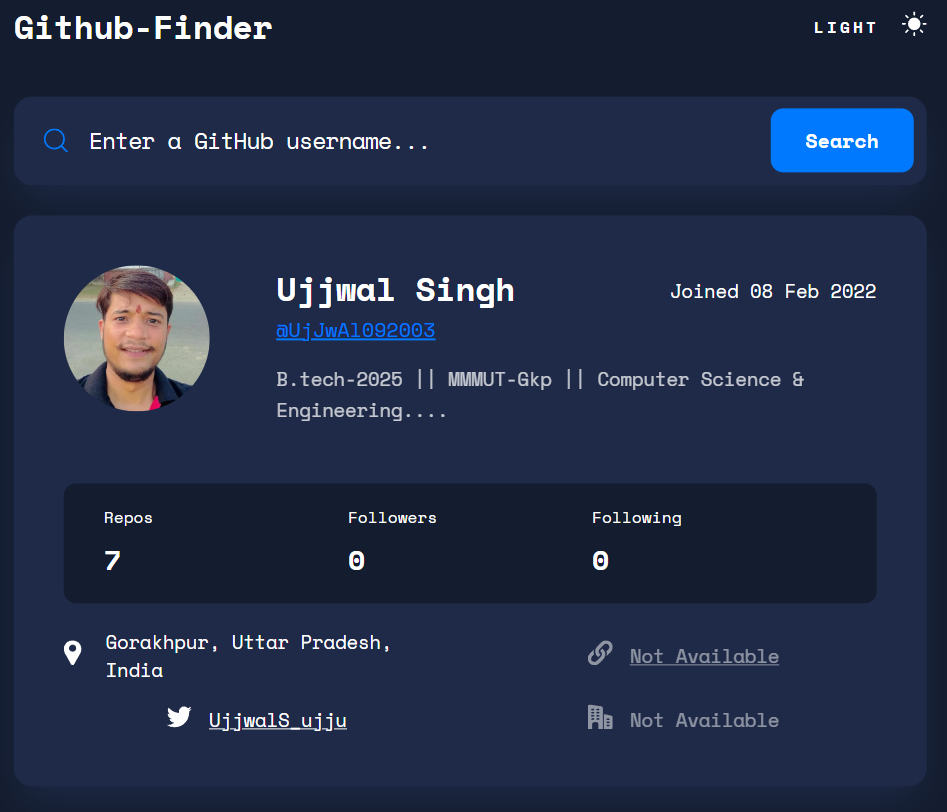 Github-Finder
LIGHT
Enter a GitHub username...
Search
Ujjwal Singh
Joined 08 Feb 2022
@UjJwAl092003
B.tech-2025 || MMMUT-Gkp || Computer Science &
Engineering....
Repos
Followers
Following
7
0
0
Gorakhpur, Uttar Pradesh,
India
Not Available
UjjwalS_ujju
Not Available